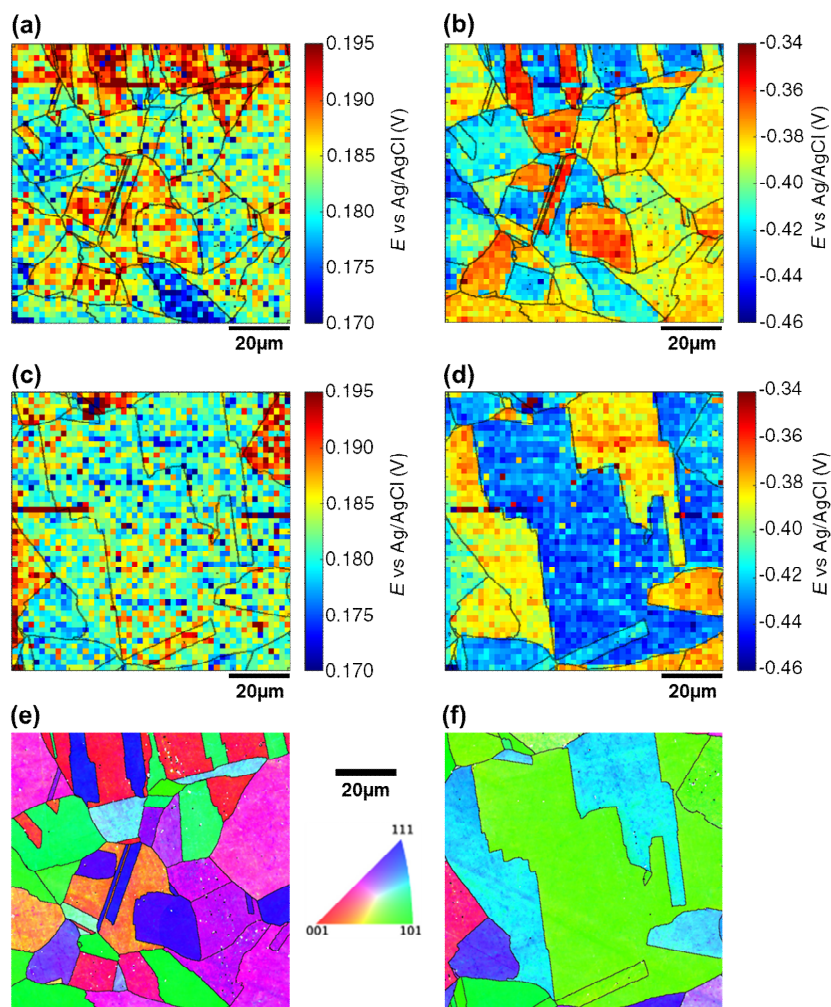 (a)
0.195
0.190
0.185
0.180
0.175
0.170
E vs Ag/AgCl (V)
20µm
(b)
-0.34
-0.36
-0.38
-0.40
-0.42
-0.44
-0.46
E vs Ag/AgCl (V)
20µm
(c)
0.195
0.190
0.185
0.180
0.175
0.170
E vs Ag/AgCl (V)
20µm
(d)
-0.34
-0.36
-0.38
-0.40
-0.42
-0.44
-0.46
E vs Ag/AgCl (V)
20µm
(e)
20µm
111
001
101
(f)